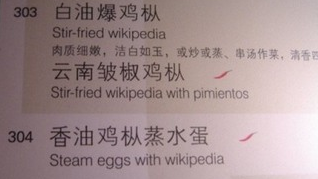 303 白油爆鸡枞
Stir-fried wikipedia
肉质细嫩，洁白如玉，或炒或蒸、串汤作菜，清香四
云南皱椒鸡枞
Stir-fried wikipedia with pimientos
304 香油鸡枞蒸水蛋
Steam eggs with wikipedia